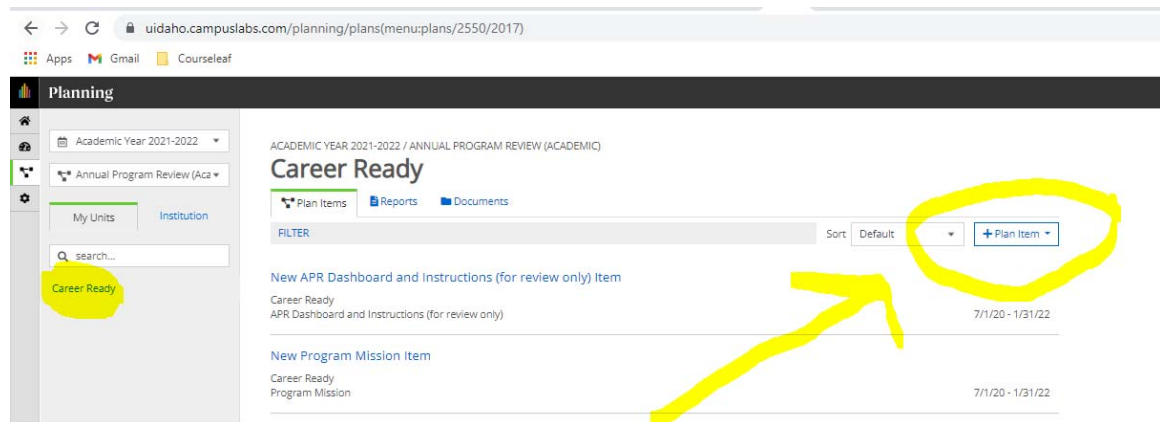 uidaho.campuslabs.com/planning/plans(menu:plans/2550/2017)
Apps Gmail Courseleaf
Planning
Academic Year 2021-2022
Annual Program Review (Aca
My Units Institution
search...
Career Ready
ACADEMIC YEAR 2021-2022 / ANNUAL PROGRAM REVIEW (ACADEMIC)
Career Ready
Plan Items Reports Documents
FILTER Sort Default + Plan Item
New APR Dashboard and Instructions (for review only) Item
Career Ready
APR Dashboard and Instructions (for review only) 7/1/20 - 1/31/22
New Program Mission Item
Career Ready
Program Mission 7/1/20 - 1/31/22